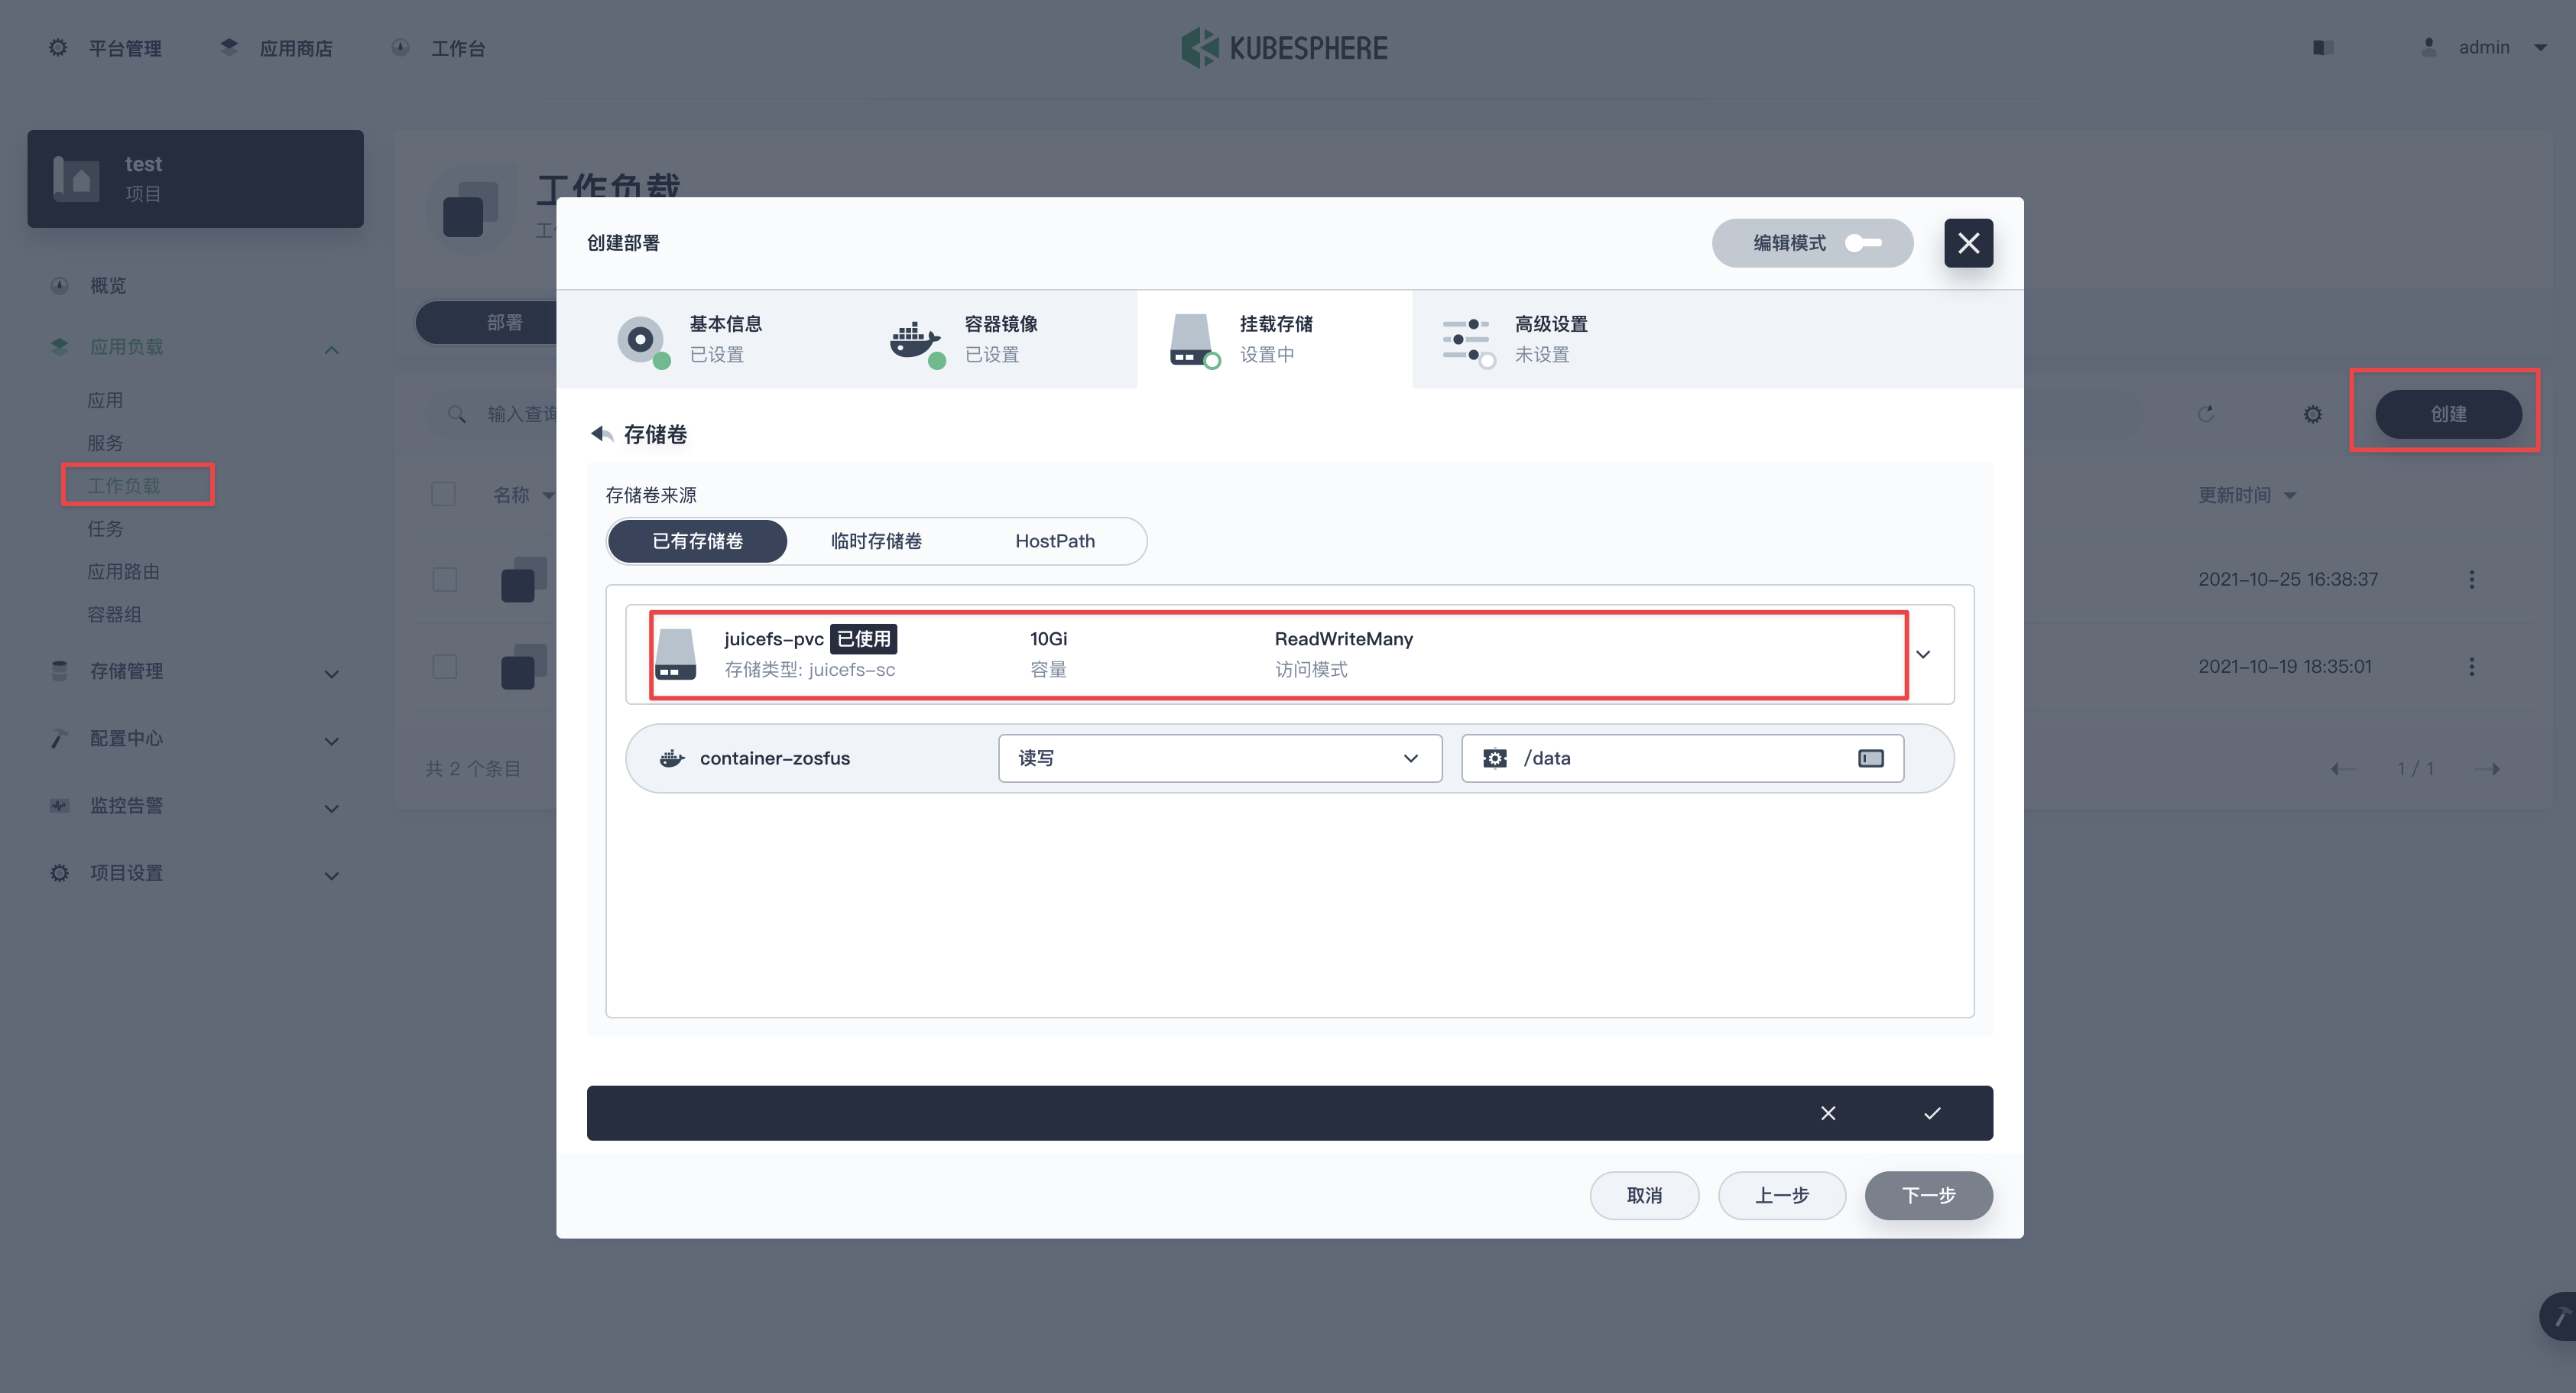 平台管理
应用商店
工作台
KUBESPHERE
admin
test
项目
概览
应用负载
应用
服务
工作负载
任务
应用路由
容器组
存储管理
配置中心
监控告警
项目设置
工作负载
部署
输入查询
名称
共 2 个条目
创建
更新时间
2021-10-25 16:38:37
2021-10-19 18:35:01
1 / 1
创建部署
编辑模式
基本信息
已设置
容器镜像
已设置
挂载存储
设置中
高级设置
未设置
存储卷
存储卷来源
已有存储卷 临时存储卷 HostPath
juicefs-pvc 已使用
存储类型: juicefs-sc
10Gi
容量
ReadWriteMany
访问模式
container-zosfus
读写
/data
取消
上一步
下一步